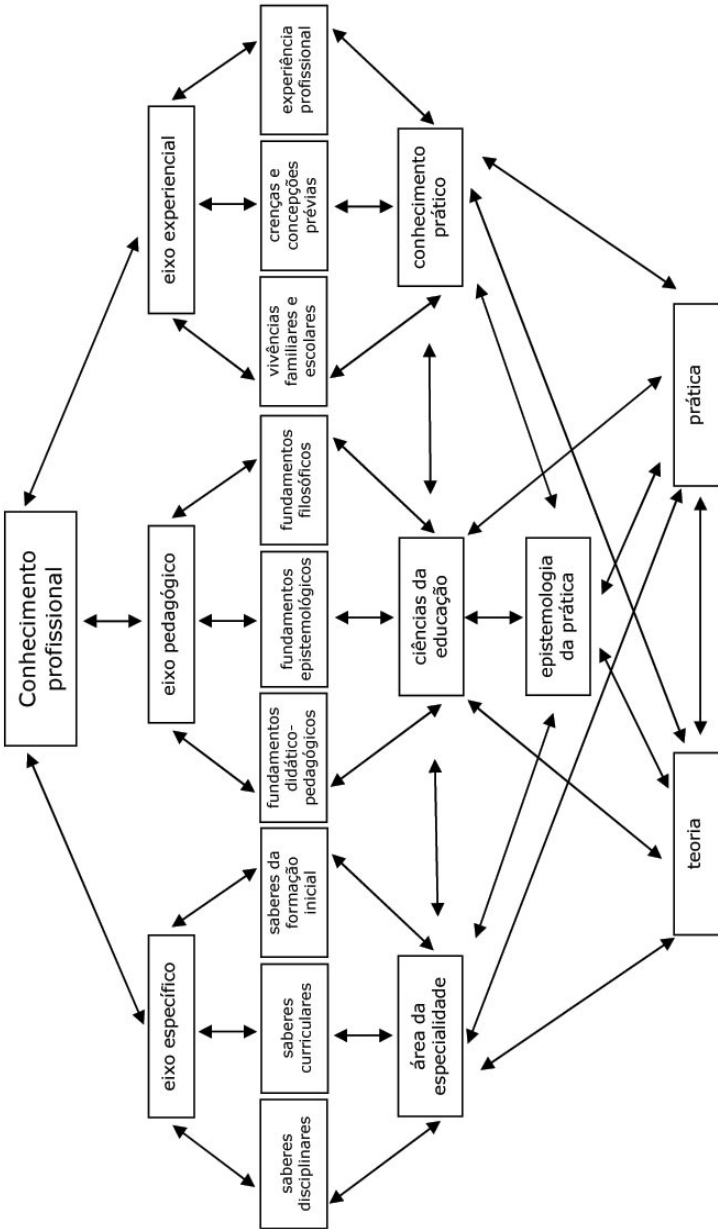 Conhecimento
profissional
eixo específico
eixo pedagógico
eixo experiencial
saberes
disciplinares
saberes
curriculares
saberes da
formação
inicial
fundamentos
didático-
pedagógicos
fundamentos
epistemológicos
fundamentos
filosóficos
vivências
familiares e
escolares
crenças e
concepções
prévias
experiência
profissional
área da
especialidade
ciências da
educação
conhecimento
prático
epistemologia
da prática
teoria
prática